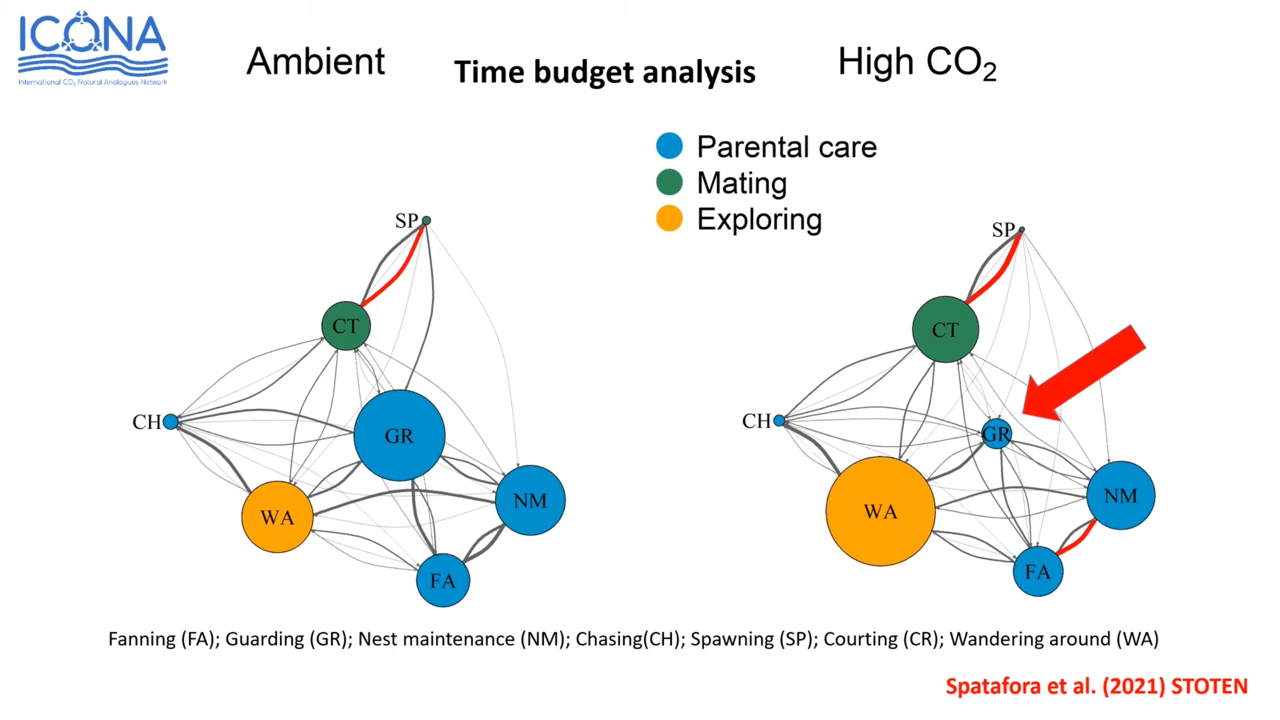 ICONA
International CO2 Natural Analogues Network
Ambient
Time budget analysis
High CO2
Parental care
Mating
Exploring
SP
CT
CH
GR
WA
NM
FA
SP
CT
CH
GR
WA
NM
FA
Fanning (FA); Guarding (GR); Nest maintenance (NM); Chasing(CH); Spawning (SP); Courting (CR); Wandering around (WA)
Spatafora et al. (2021) STOTEN